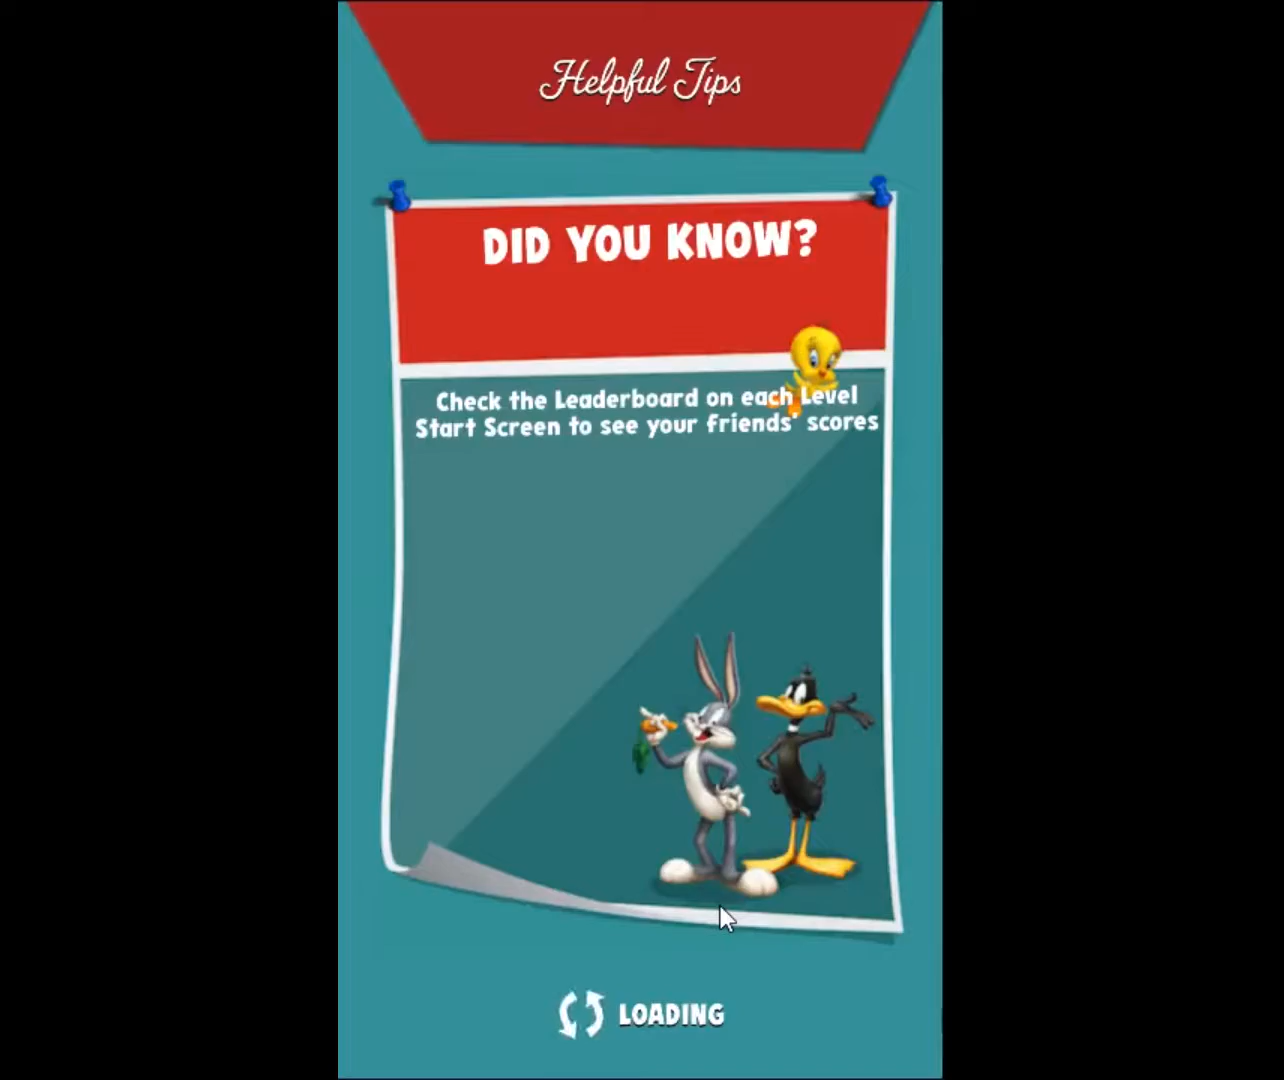 Helpful Tips
DID YOU KNOW?
Check the Leaderboard on each Level
Start Screen to see your friends' scores
LOADING